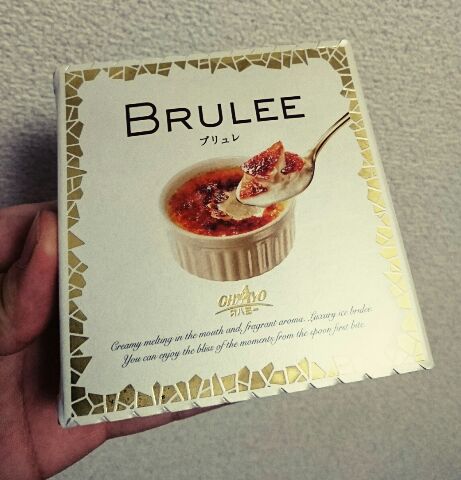 BRULEE
ブリュレ
OHAYO
オハヨー
Creamy melting in the mouth and, fragrant aroma. Luxury ice brulee.
You can enjoy the bliss of the moments from the spoon first bite.